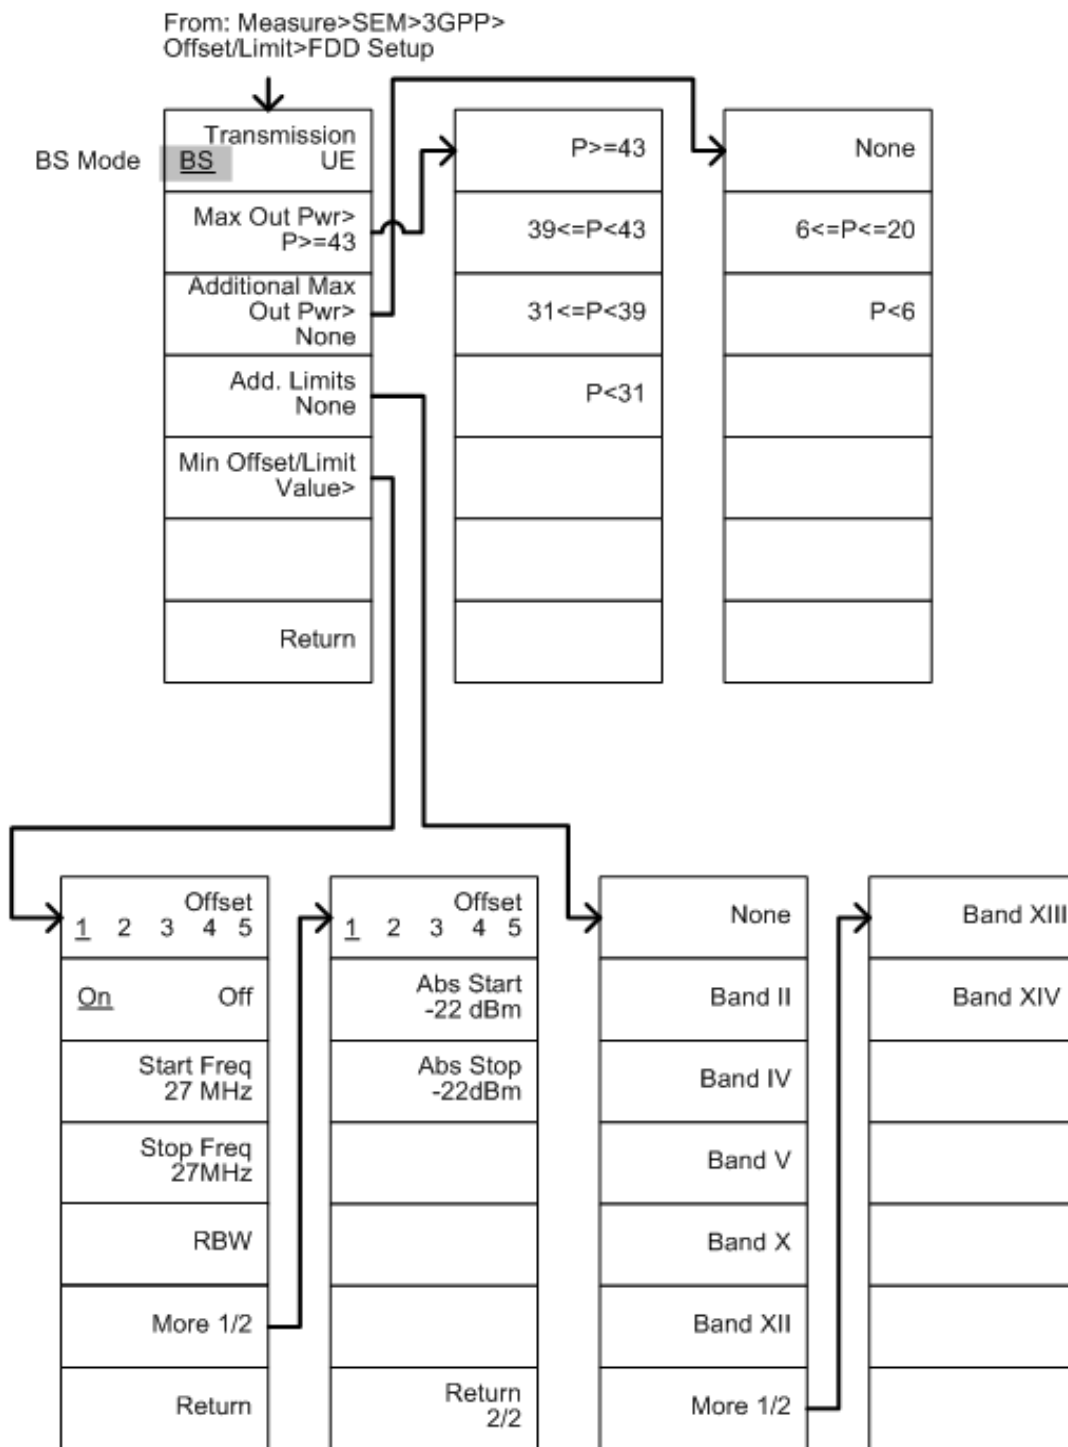 From: Measure>SEM>3GPP>
Offset/Limit>FDD Setup
BS Mode
Transmission
BS UE
Max Out Pwr>
P>=43
Additional Max
Out Pwr>
None
Add. Limits
None
Min Offset/Limit
Value>
Return
P>=43
39<=P<43
31<=P<39
P<31
None
6<=P<=20
P<6
Offset
1 2 3 4 5
On Off
Start Freq
27 MHz
Stop Freq
27MHz
RBW
More 1/2
Return
Offset
1 2 3 4 5
Abs Start
-22 dBm
Abs Stop
-22dBm
Return
2/2
None
Band II
Band IV
Band V
Band X
Band XII
More 1/2
Band XIII
Band XIV